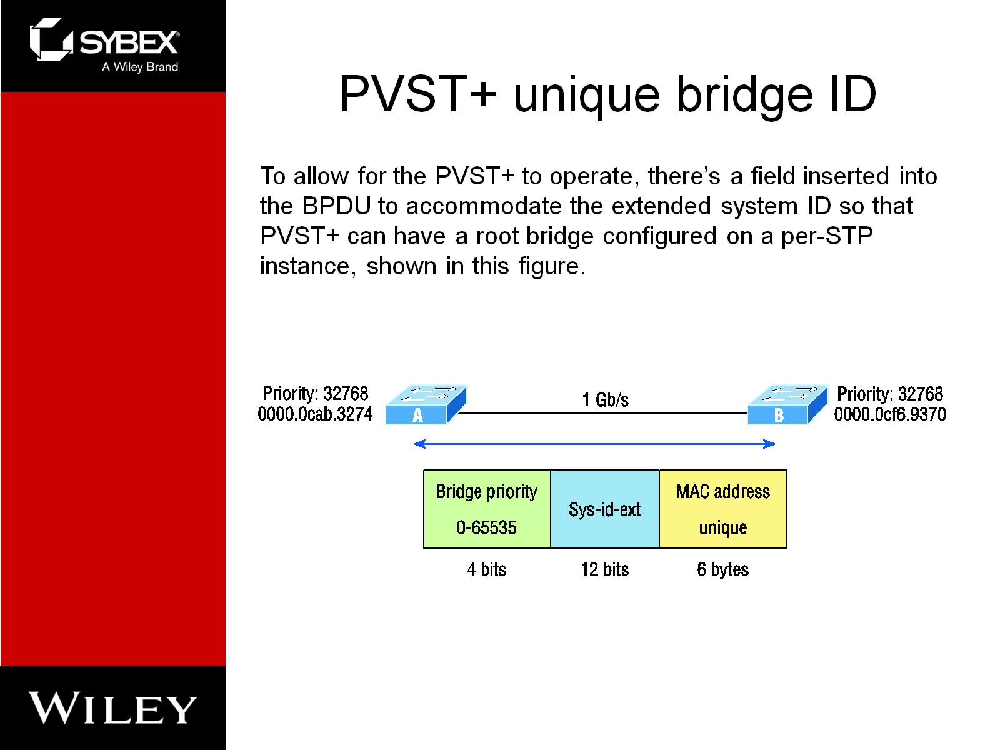 SYBEX®
A Wiley Brand
PVST+ unique bridge ID
To allow for the PVST+ to operate, there’s a field inserted into
the BPDU to accommodate the extended system ID so that
PVST+ can have a root bridge configured on a per-STP
instance, shown in this figure.
Priority: 32768
0000.0cab.3274
A
1 Gb/s
B
Priority: 32768
0000.0cf6.9370
Bridge priority
0-65535
Sys-id-ext
MAC address
unique
4 bits
12 bits
6 bytes
WILEY